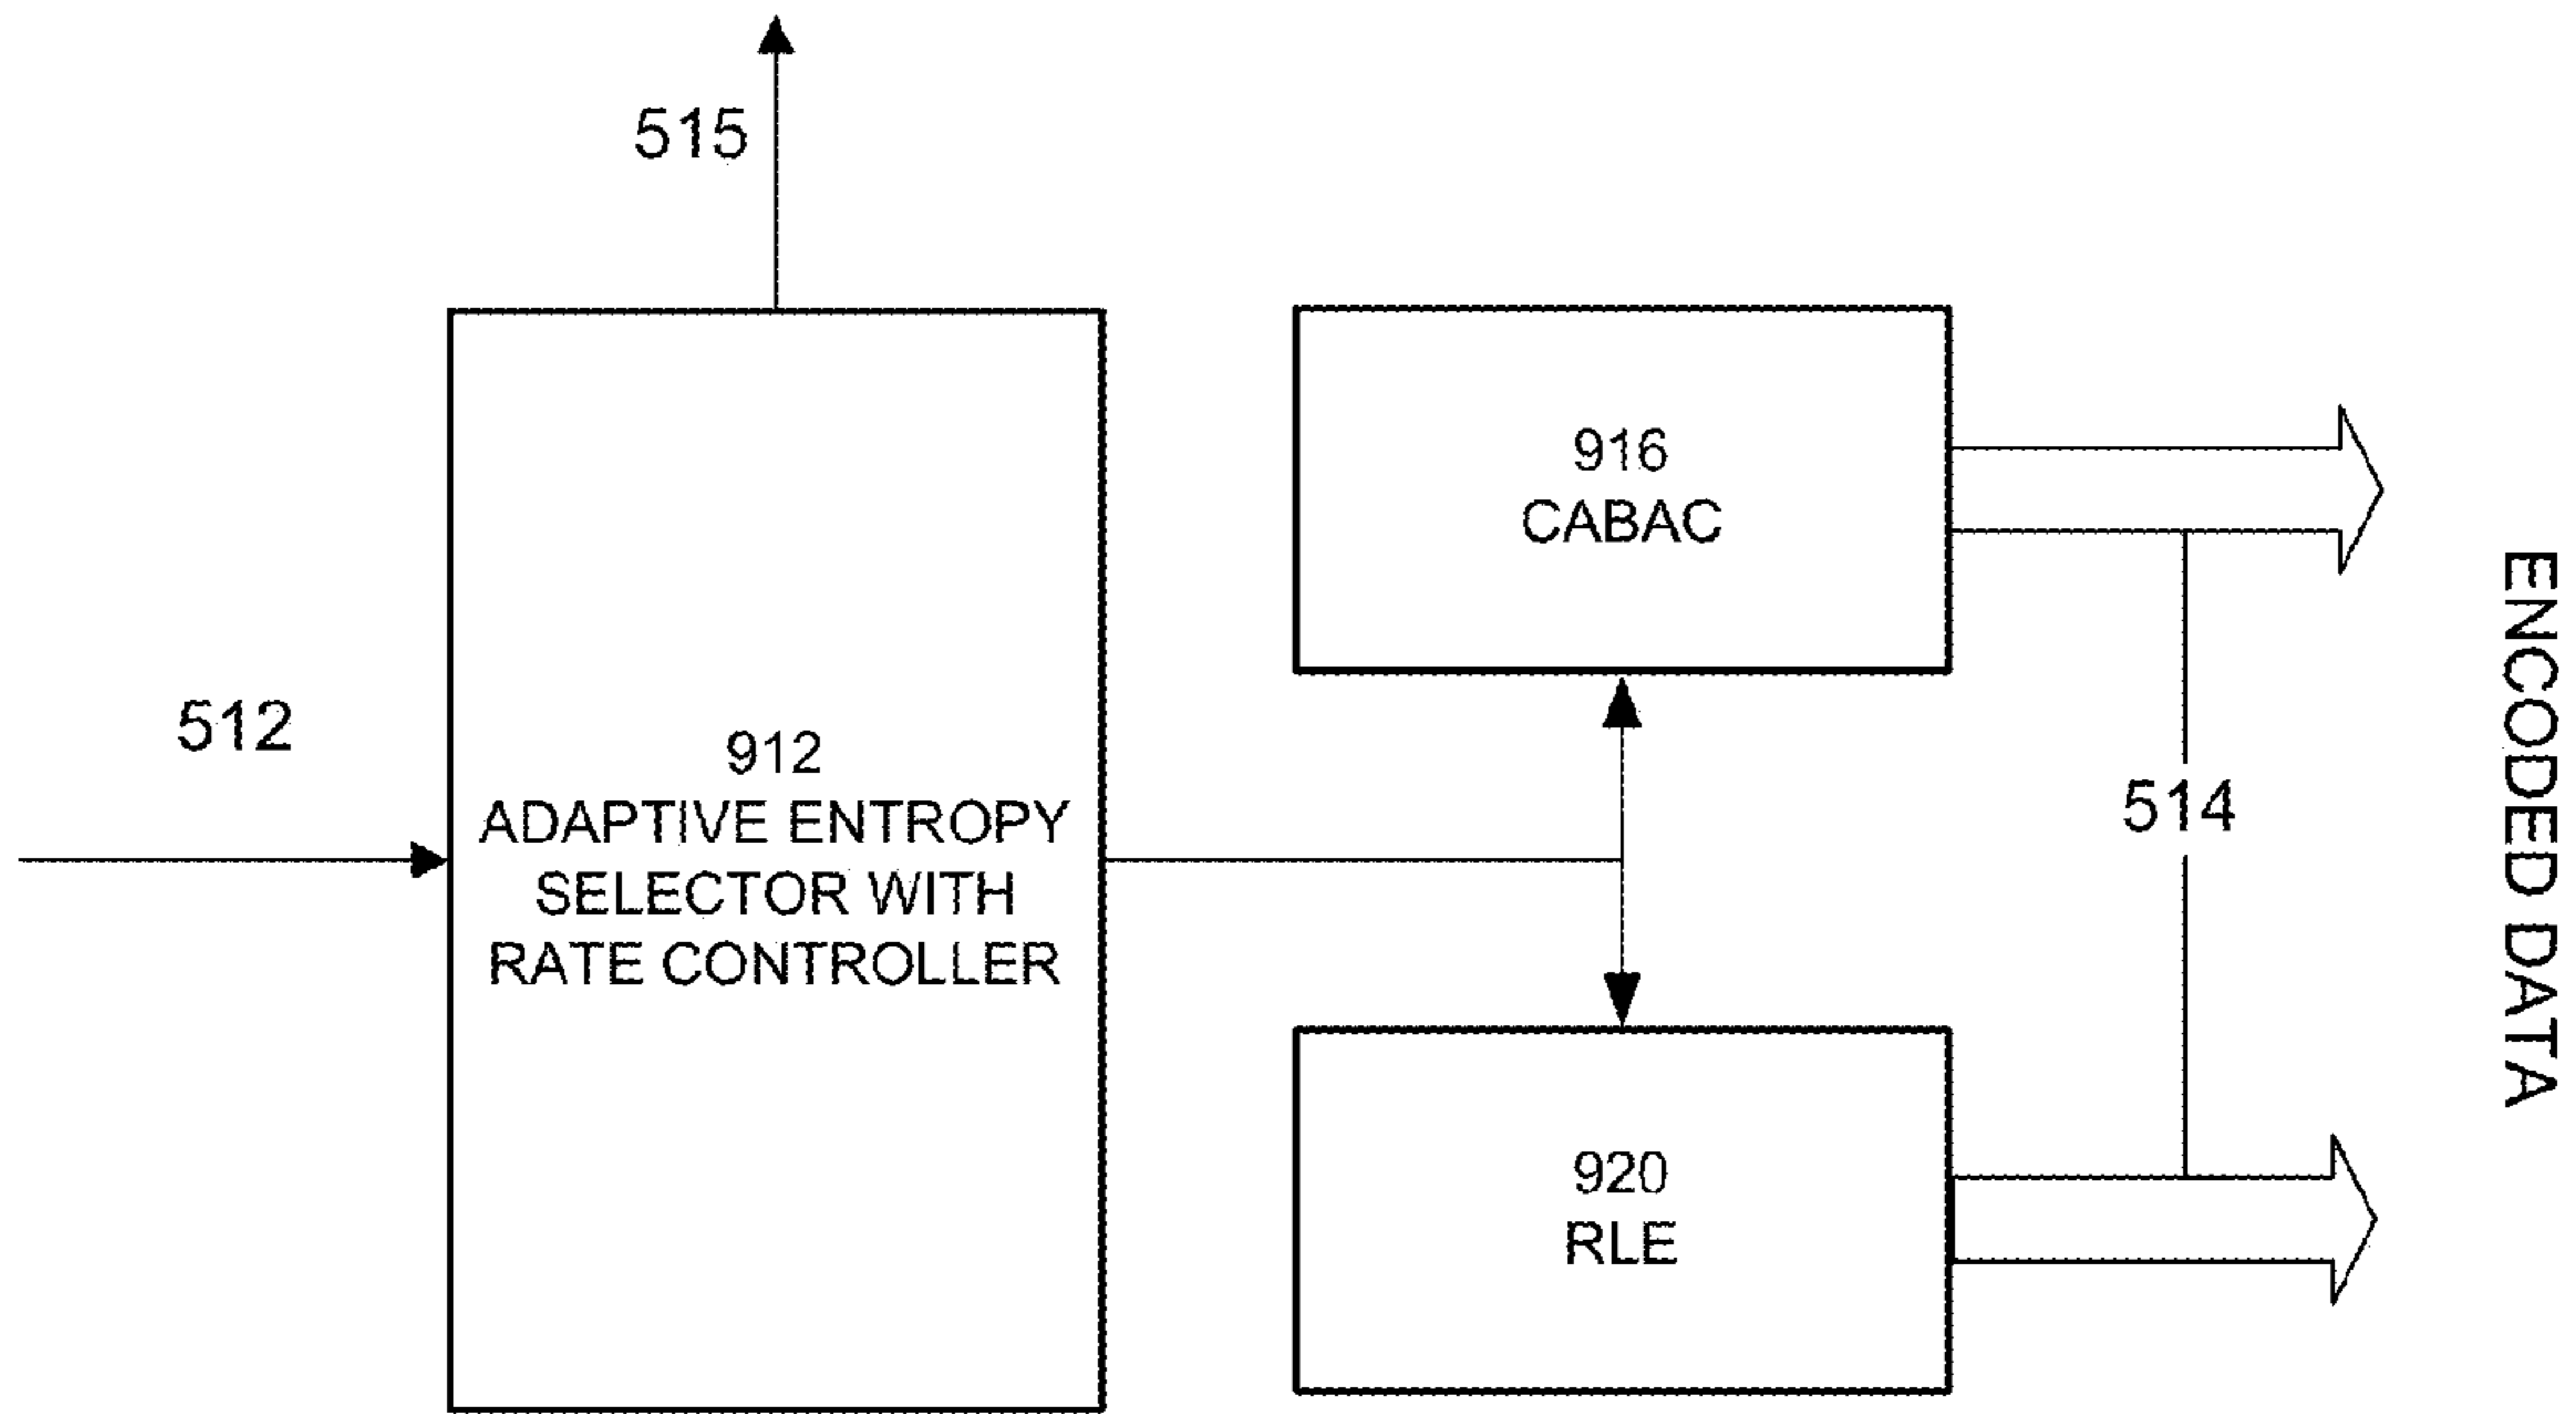 515
512
912
ADAPTIVE ENTROPY
SELECTOR WITH
RATE CONTROLLER
916
CABAC
920
RLE
514
ENCODED DATA